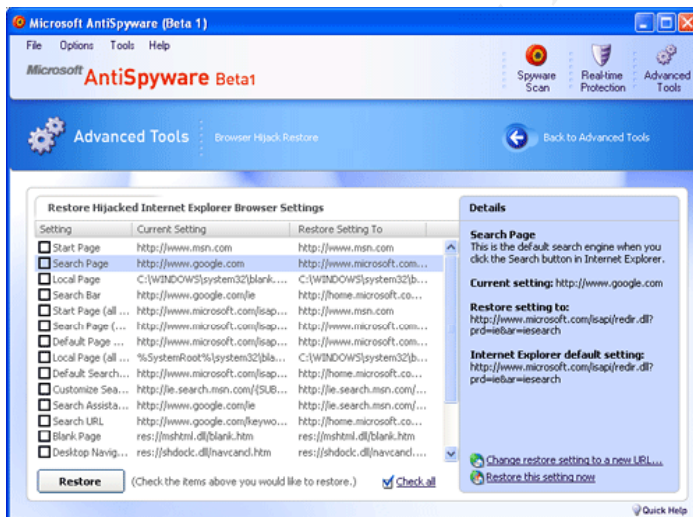 Microsoft AntiSpyware (Beta 1)
File Options Tools Help
Microsoft AntiSpyware Beta1
Spyware Scan
Real-time Protection
Advanced Tools
Advanced Tools
Browser Hijack Restore
Back to Advanced Tools
Restore Hijacked Internet Explorer Browser Settings
Setting Current Setting Restore Setting To
Start Page http://www.msn.com http://www.msn.com
Search Page http://www.google.com http://www.microsoft.com...
Local Page C:\WINDOWS\system32\blank.... C:\WINDOWS\system32\b...
Search Bar http://www.google.com/ie http://home.microsoft.co...
Start Page (all ... http://www.microsoft.com/isap... http://www.msn.com
Search Page (... http://www.microsoft.com/isap... http://www.microsoft.com...
Default Page ... http://www.microsoft.com/isap... http://www.microsoft.com...
Local Page (all ... %SystemRoot%\system32\bla... C:\WINDOWS\system32\b...
Default Search... http://www.microsoft.com/isap... http://home.microsoft.co...
Customize Sea... http://ie.search.msn.com/{SUB... http://ie.search.msn.com/...
Search Assista... http://www.google.com/ie http://ie.search.msn.com/...
Search URL http://www.google.com/keywo... http://home.microsoft.co...
Blank Page res://mshtml.dll/blank.htm res://mshtml.dll/blank.htm
Desktop Navig... res://shdoclc.dll/navcancl.htm res://shdoclc.dll/navcancl...
Restore (Check the items above you would like to restore.) Check all
Details
Search Page
This is the default search engine when you
click the Search button in Internet Explorer.
Current setting: http://www.google.com
Restore setting to:
http://www.microsoft.com/isapi/redir.dll?
prd=ie&ar=iesearch
Internet Explorer default setting:
http://www.microsoft.com/isapi/redir.dll?
prd=ie&ar=iesearch
Change restore setting to a new URL...
Restore this setting now
Quick Help